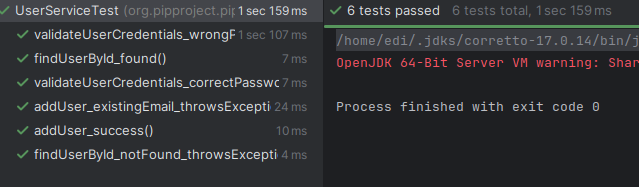 UserServiceTest (org.pipproject.pip 1 sec 159 ms
validateUserCredentials_wrongP 1 sec 107 ms
findUserById_found() 7 ms
validateUserCredentials_correctPasswo 7 ms
addUser_existingEmail_throwsExcepti 24 ms
addUser_success() 10 ms
findUserById_notFound_throwsExcepti 4 ms
6 tests passed 6 tests total, 1 sec 159 ms
/home/edi/.jdks/corretto-17.0.14/bin/j
OpenJDK 64-Bit Server VM warning: Shar
Process finished with exit code 0